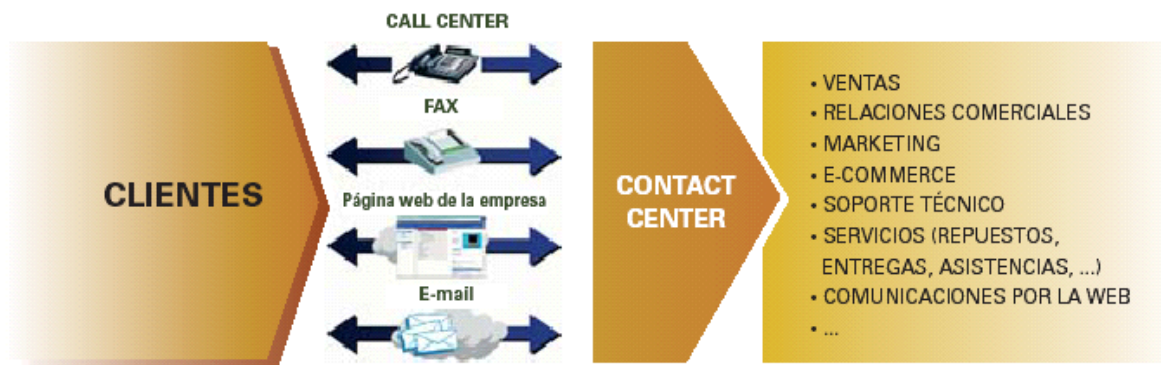 CLIENTES
CALL CENTER
FAX
Página web de la empresa
E-mail
CONTACT
CENTER
• VENTAS
• RELACIONES COMERCIALES
• MARKETING
• E-COMMERCE
• SOPORTE TÉCNICO
• SERVICIOS (REPUESTOS,
ENTREGAS, ASISTENCIAS, ...)
• COMUNICACIONES POR LA WEB
• ...